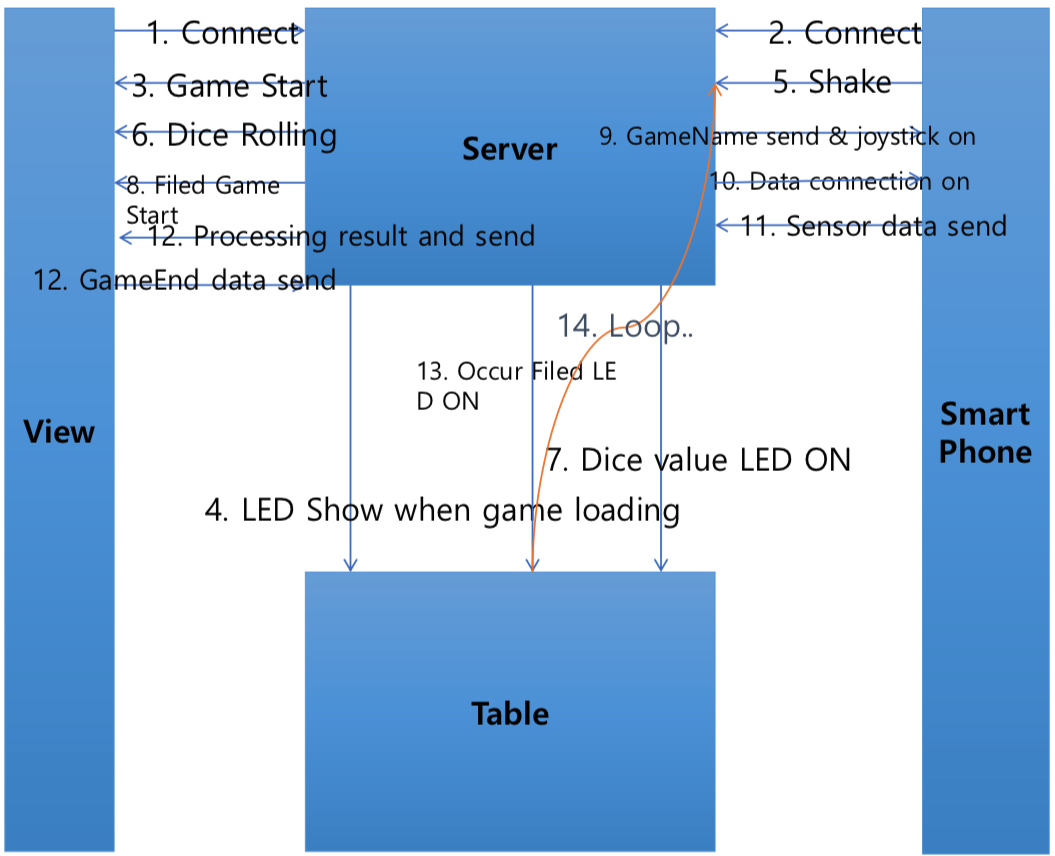 1. Connect
2. Connect
3. Game Start
5. Shake
6. Dice Rolling
Server
9. GameName send & joystick on
8. Filed Game
Start
10. Data connection on
12. Processing result and send
11. Sensor data send
12. GameEnd data send
14. Loop..
13. Occur Filed LE
D ON
View
Smart
Phone
7. Dice value LED ON
4. LED Show when game loading
Table